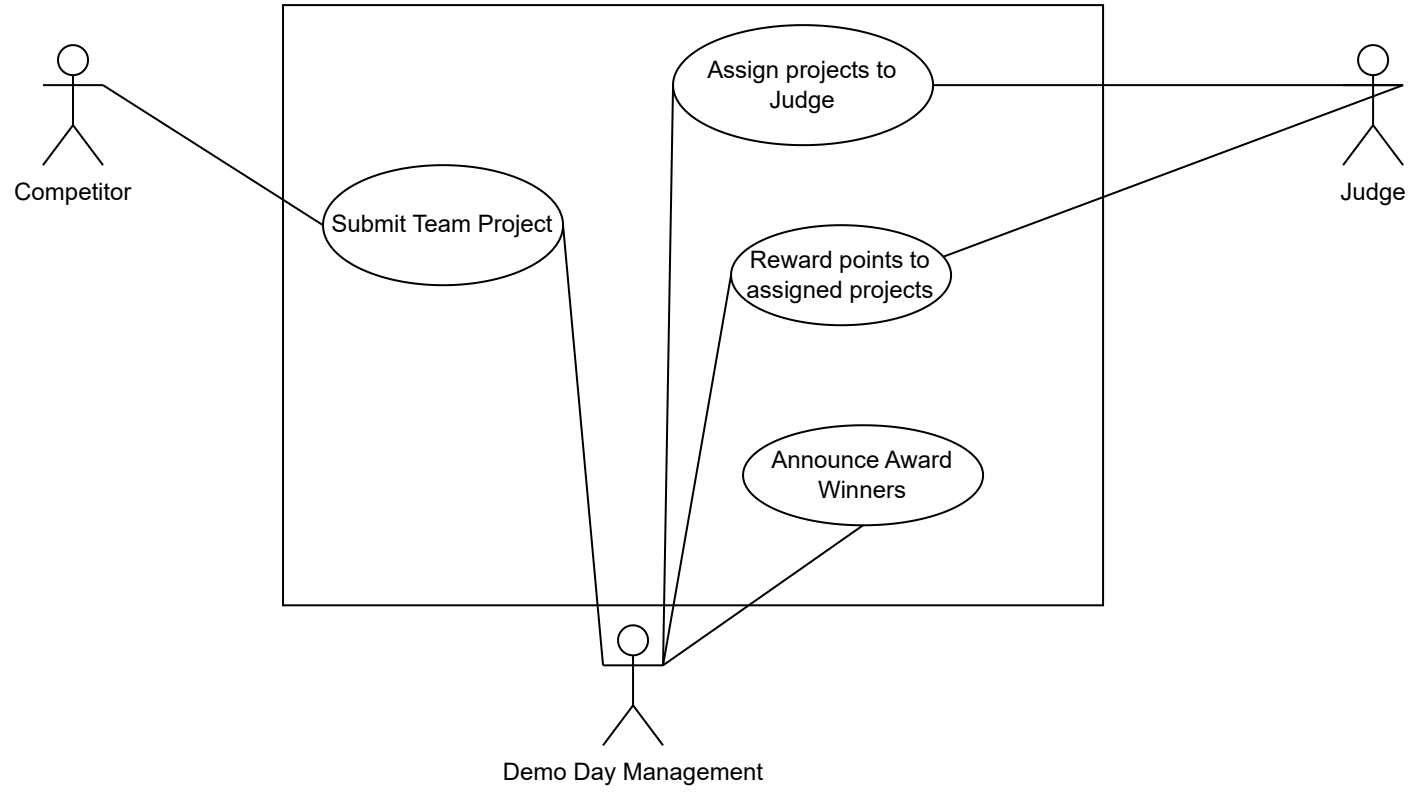 Assign projects to
Judge
Competitor
Judge
Submit Team Project
Reward points to
assigned projects
Announce Award
Winners
Demo Day Management